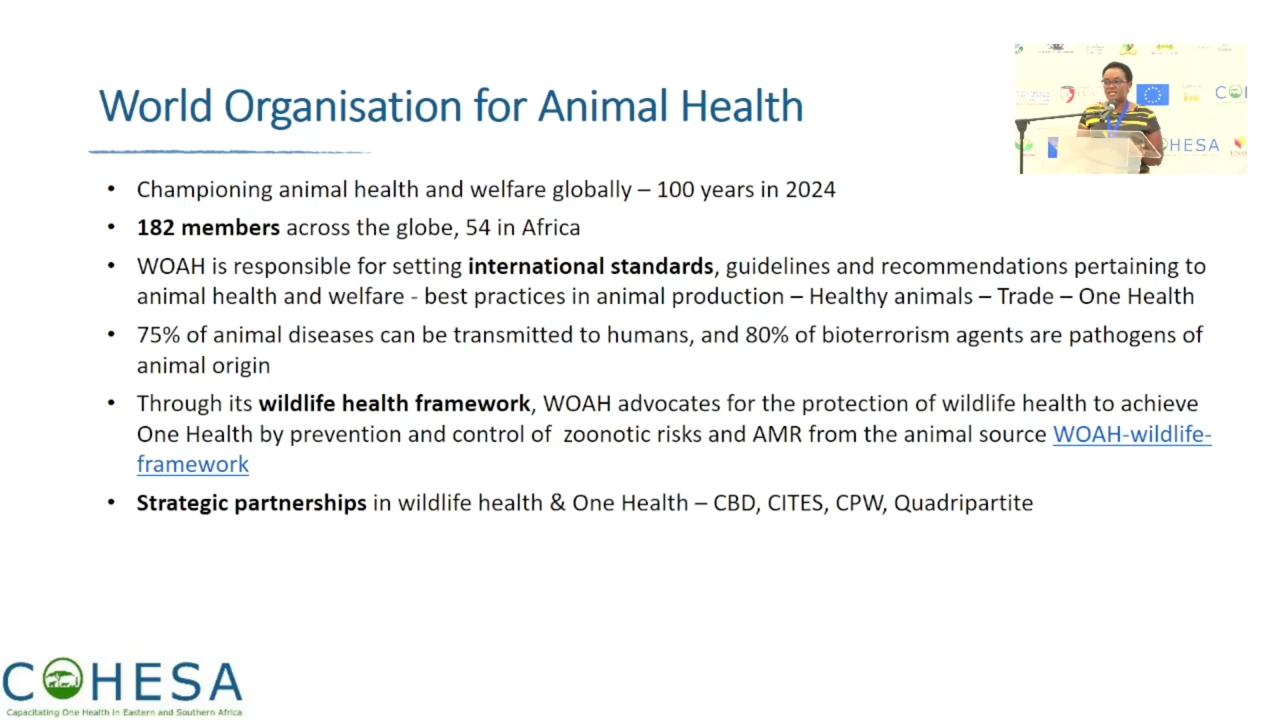 World Organisation for Animal Health
• Championing animal health and welfare globally – 100 years in 2024
• 182 members across the globe, 54 in Africa
• WOAH is responsible for setting international standards, guidelines and recommendations pertaining to
animal health and welfare - best practices in animal production – Healthy animals – Trade – One Health
• 75% of animal diseases can be transmitted to humans, and 80% of bioterrorism agents are pathogens of
animal origin
• Through its wildlife health framework, WOAH advocates for the protection of wildlife health to achieve
One Health by prevention and control of  zoonotic risks and AMR from the animal source WOAH-wildlife-
framework
• Strategic partnerships in wildlife health & One Health – CBD, CITES, CPW, Quadripartite
HESA
COHESA
Capacitating One Health in Eastern and Southern Africa